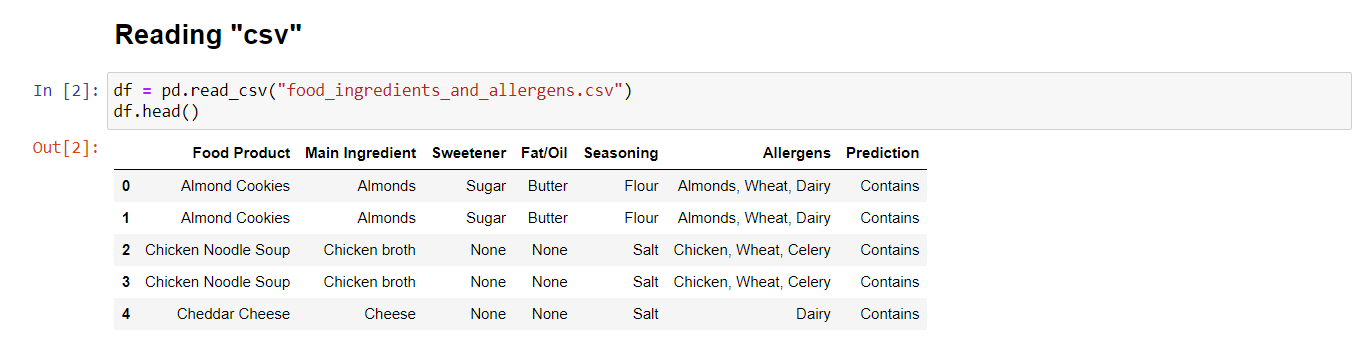 Reading "csv"
In [2]: df = pd.read_csv("food_ingredients_and_allergens.csv")
df.head()
Out[2]:
Food Product Main Ingredient Sweetener Fat/Oil Seasoning Allergens Prediction
0 Almond Cookies Almonds Sugar Butter Flour Almonds, Wheat, Dairy Contains
1 Almond Cookies Almonds Sugar Butter Flour Almonds, Wheat, Dairy Contains
2 Chicken Noodle Soup Chicken broth None None Salt Chicken, Wheat, Celery Contains
3 Chicken Noodle Soup Chicken broth None None Salt Chicken, Wheat, Celery Contains
4 Cheddar Cheese Cheese None None Salt Dairy Contains